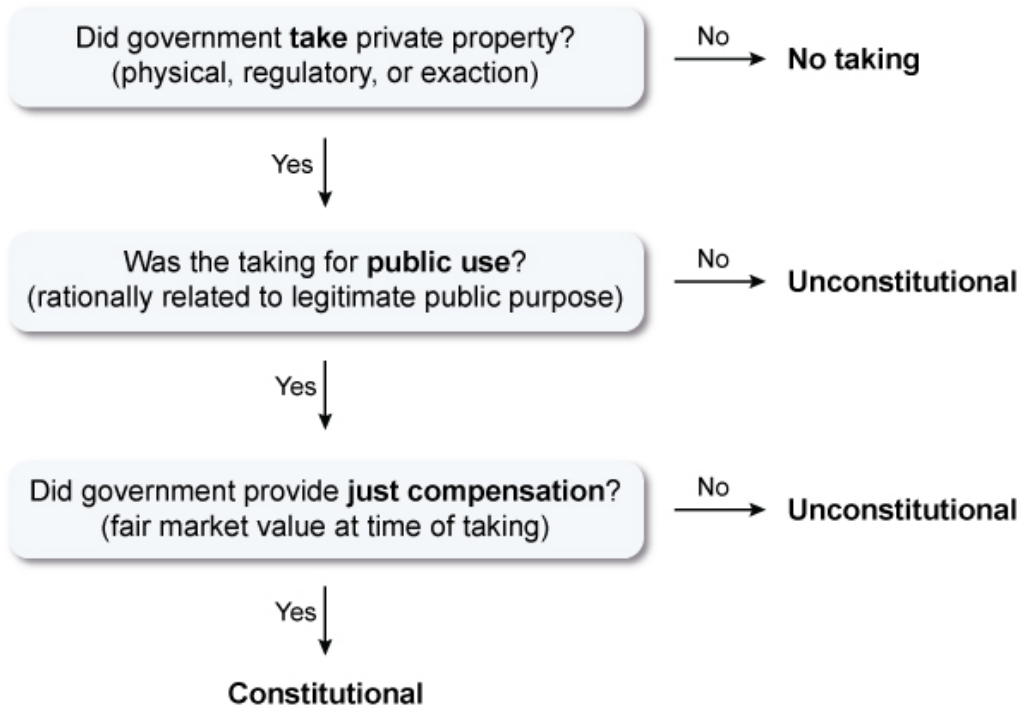 Did government take private property?
(physical, regulatory, or exaction)
No
No taking
Yes
Was the taking for public use?
(rationally related to legitimate public purpose)
No
Unconstitutional
Yes
Did government provide just compensation?
(fair market value at time of taking)
No
Unconstitutional
Yes
Constitutional